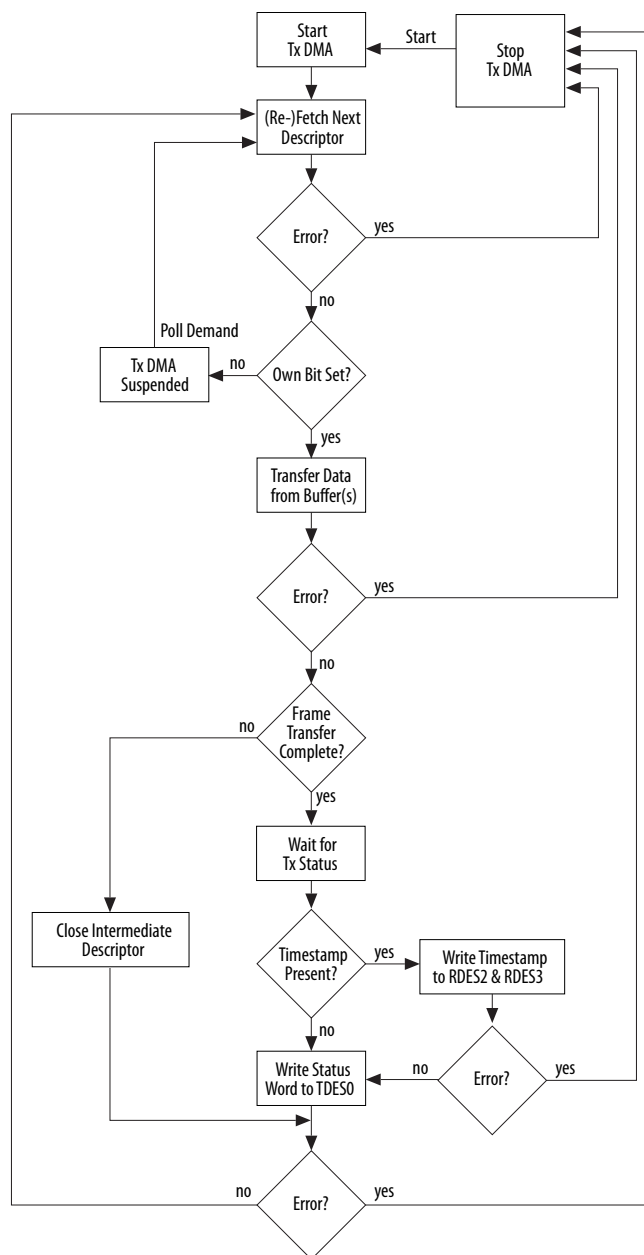 Start
Tx DMA
Start
Stop
Tx DMA
(Re-)Fetch Next
Descriptor
Error?
yes
no
Poll Demand
Tx DMA
Suspended
no
Own Bit Set?
yes
Transfer Data
from Buffer(s)
Error?
yes
no
no
Frame
Transfer
Complete?
yes
Wait for
Tx Status
Close Intermediate
Descriptor
Timestamp
Present?
yes
Write Timestamp
to RDES2 & RDES3
no
Write Status
Word to TDES0
no
Error?
yes
no
Error?
yes